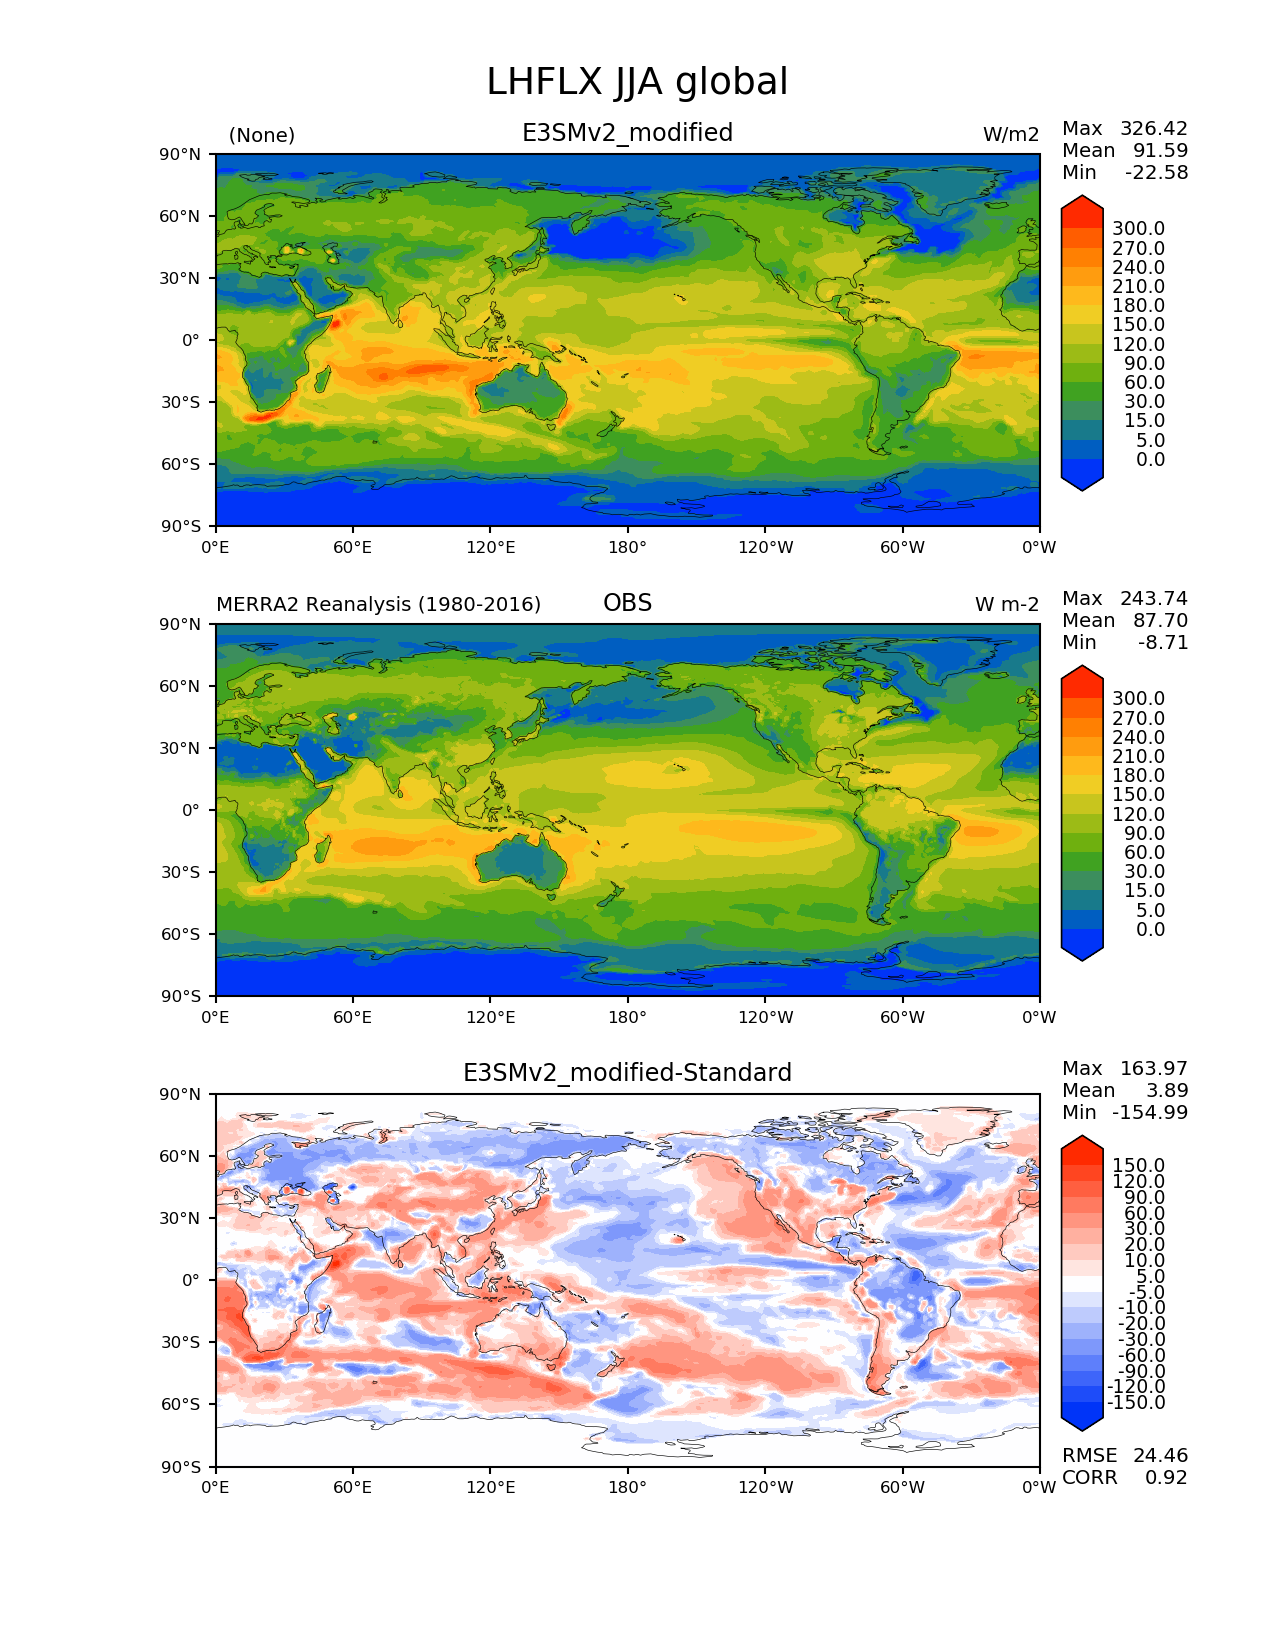 LHFLX JJA global
(None) E3SMv2_modified W/m2
Max 326.42
Mean 91.59
Min -22.58
90°N
60°N
30°N
0°
30°S
60°S
90°S
0°E 60°E 120°E 180° 120°W 60°W 0°W
300.0
270.0
240.0
210.0
180.0
150.0
120.0
90.0
60.0
30.0
15.0
5.0
0.0
MERRA2 Reanalysis (1980-2016) OBS W m-2
Max 243.74
Mean 87.70
Min -8.71
90°N
60°N
30°N
0°
30°S
60°S
90°S
0°E 60°E 120°E 180° 120°W 60°W 0°W
300.0
270.0
240.0
210.0
180.0
150.0
120.0
90.0
60.0
30.0
15.0
5.0
0.0
E3SMv2_modified-Standard
Max 163.97
Mean 3.89
Min -154.99
90°N
60°N
30°N
0°
30°S
60°S
90°S
0°E 60°E 120°E 180° 120°W 60°W 0°W
150.0
120.0
90.0
60.0
30.0
20.0
10.0
5.0
-5.0
-10.0
-20.0
-30.0
-60.0
-90.0
-120.0
-150.0
RMSE 24.46
CORR 0.92